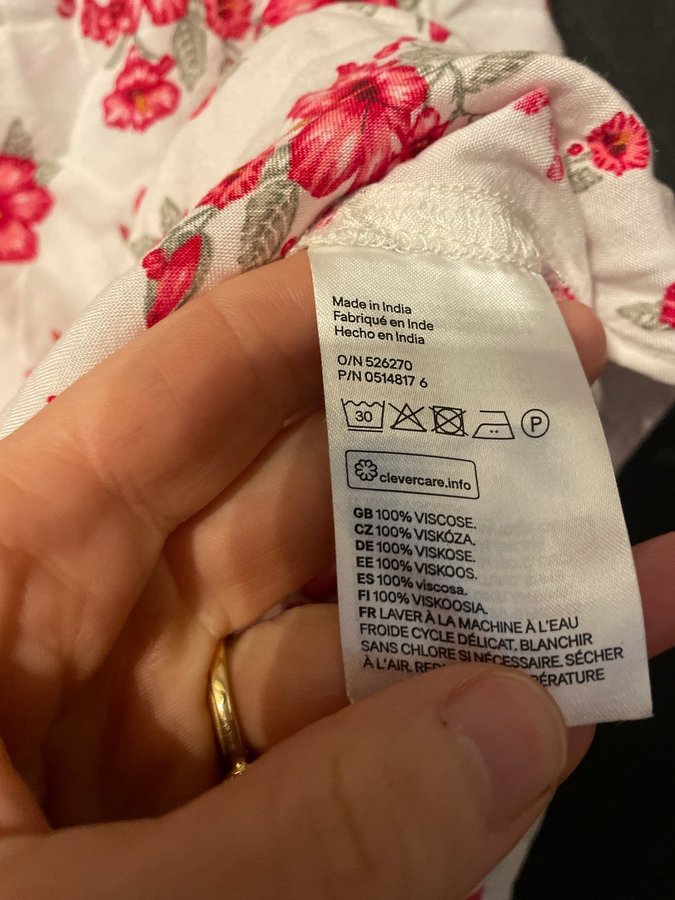 Made in India
Fabriqué en Inde
Hecho en India
O/N 526270
P/N 0514817 6
30 P
clevercare.info
GB 100% VISCOSE.
CZ 100% VISKÓZA.
DE 100% VISKOSE.
EE 100% VISKOOS.
ES 100% viscosa.
FI 100% VISKOOSIA.
FR LAVER À LA MACHINE À L'EAU
FROIDE CYCLE DÉLICAT. BLANCHIR
SANS CHLORE SI NÉCESSAIRE. SÉCHER
À L'AIR.